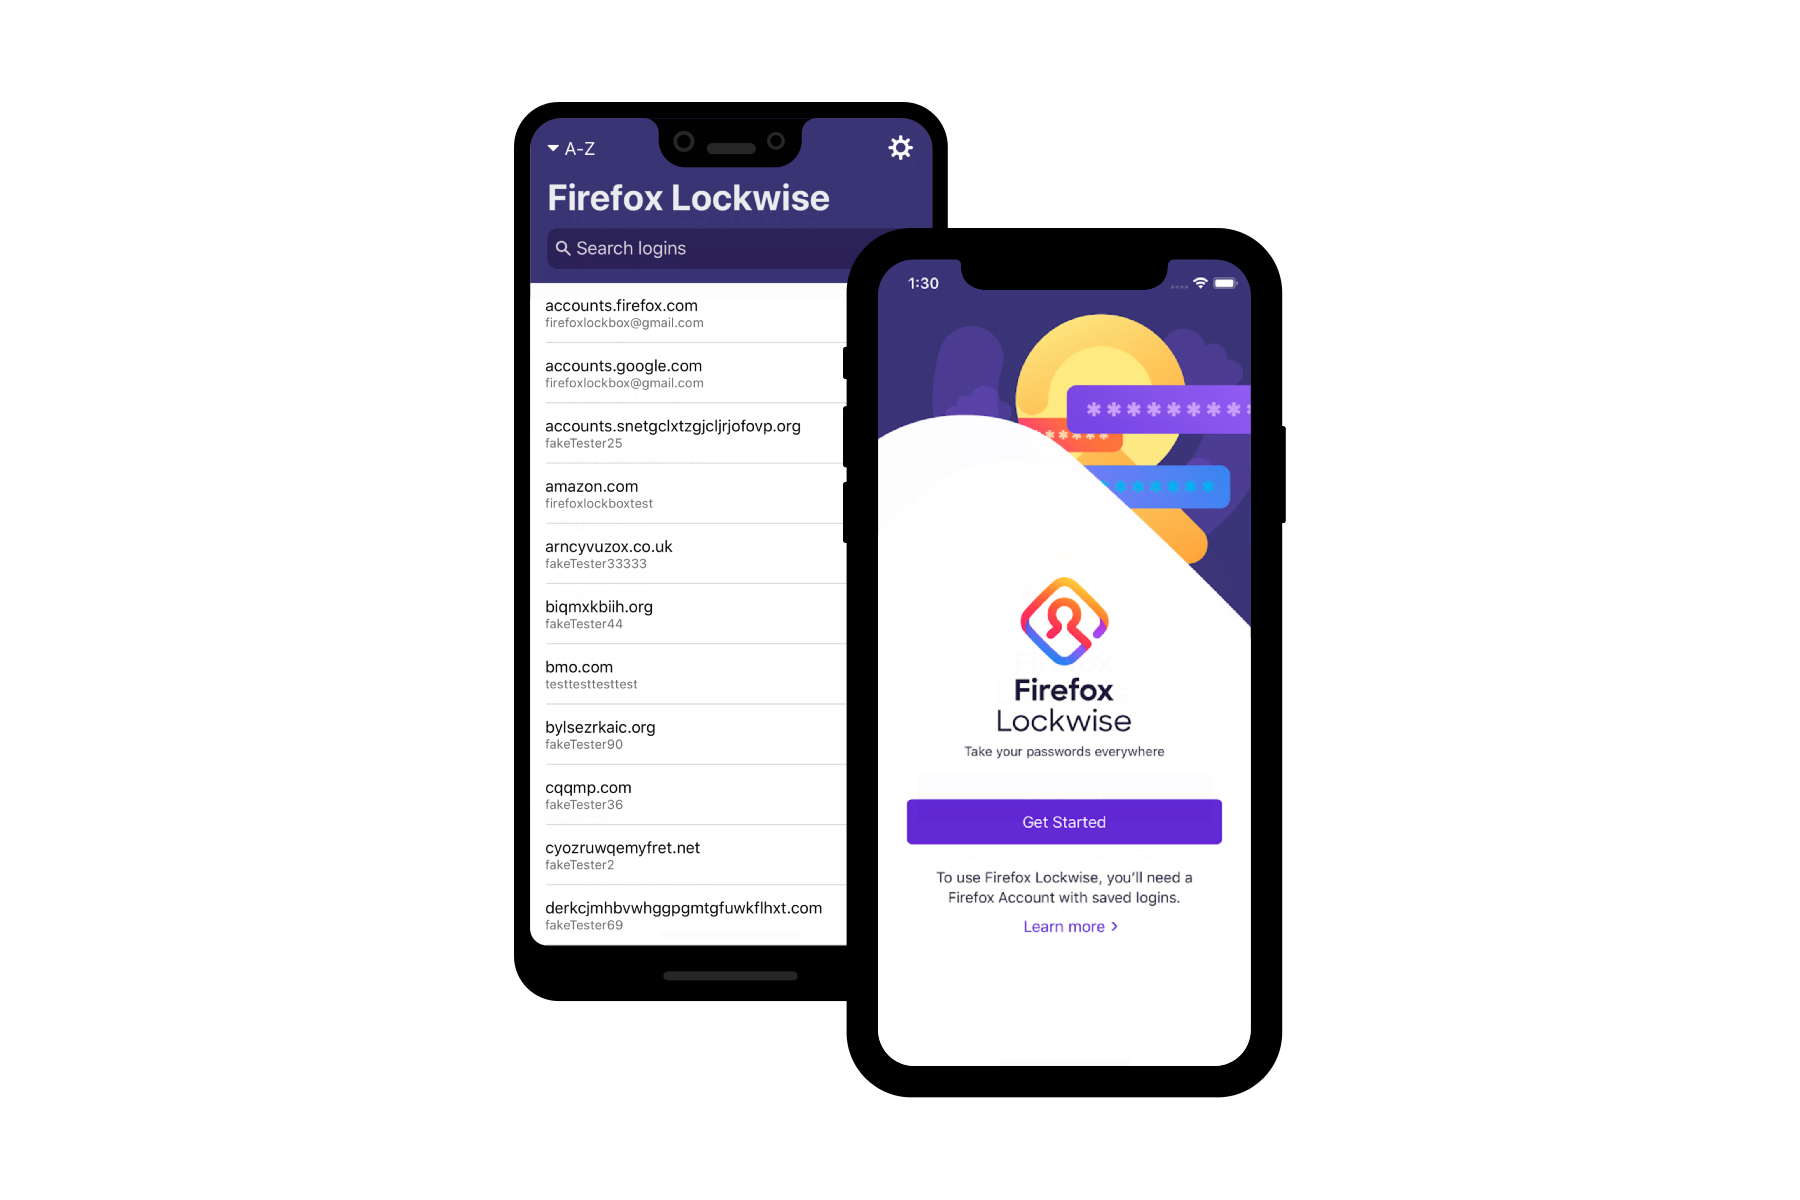 A-Z
Firefox Lockwise
Search logins
accounts.firefox.com
firefoxlockbox@gmail.com
accounts.google.com
firefoxlockbox@gmail.com
accounts.snetgclxtzgjcljrjofovp.org
fakeTester25
amazon.com
firefoxlockboxtest
arncyvuzox.co.uk
fakeTester33333
biqmxkbiih.org
fakeTester44
bmo.com
testtesttesttest
bylsezrkaic.org
fakeTester90
cqqmp.com
fakeTester36
cyozruwqemyfret.net
fakeTester2
derkcjmhbvwhggpgmtgfuwkflhxt.com
fakeTester69
1:30
Firefox
Lockwise
Take your passwords everywhere
Get Started
To use Firefox Lockwise, you’ll need a
Firefox Account with saved logins.
Learn more